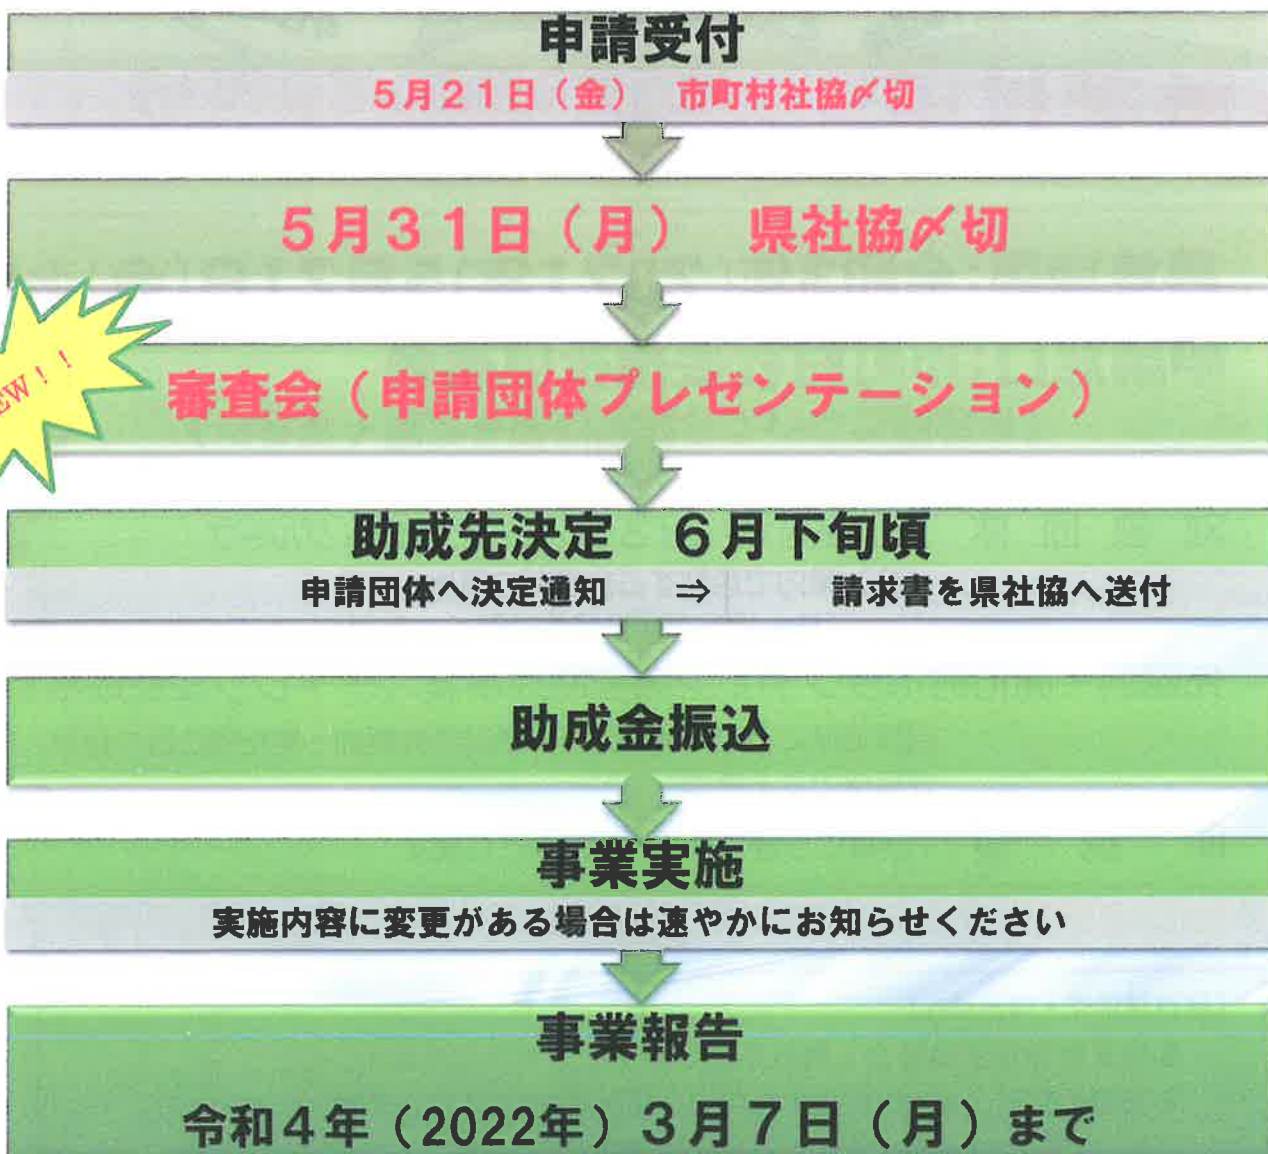 申請受付
5月21日（金）　市町村社協〆切
5月31日（月）　県社協〆切
EW！！
審査会（申請団体プレゼンテーション）
助成先決定　6月下旬頃
申請団体へ決定通知　⇒　請求書を県社協へ送付
助成金振込
事業実施
実施内容に変更がある場合は速やかにお知らせください
事業報告
令和4年（2022年）3月7日（月）まで